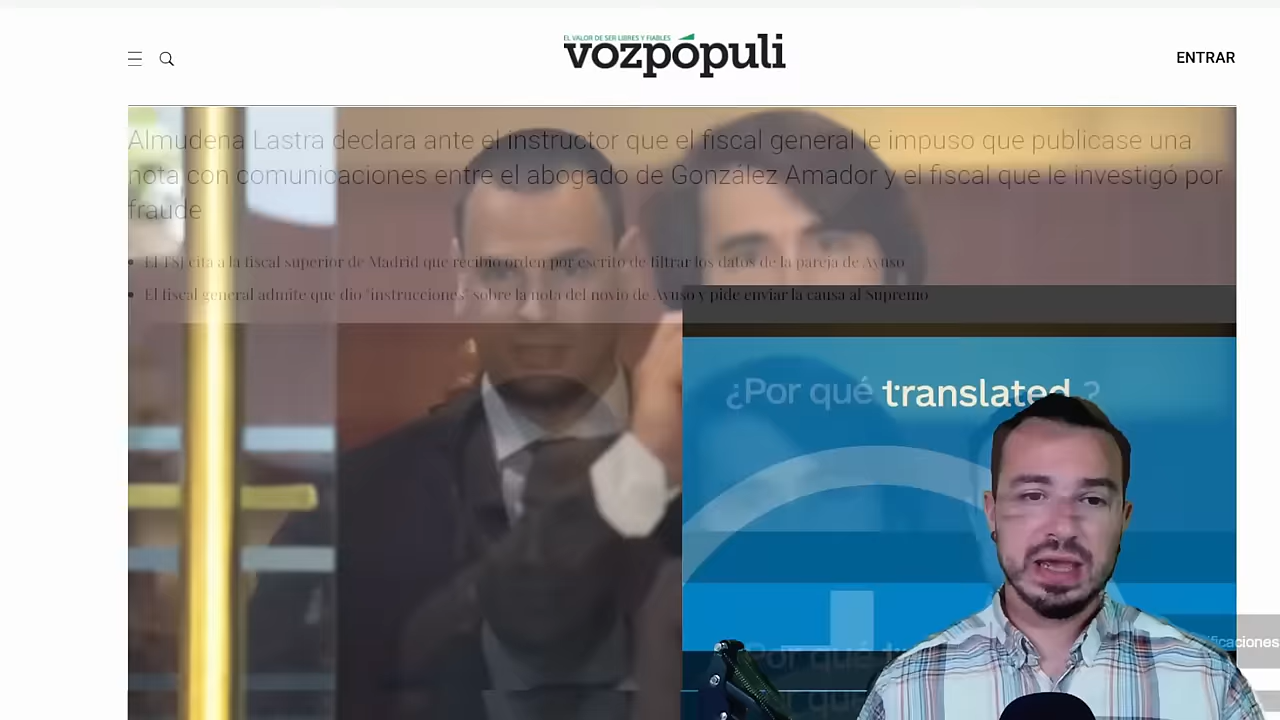 EL VALOR DE SER LIBRES Y FIABLES
vozpópuli
ENTRAR
Almudena Lastra declara ante el instructor que el fiscal general le impuso que publicase una
nota con comunicaciones entre el abogado de González Amador y el fiscal que le investigó por
fraude
El TSJ cita a la fiscal superior de Madrid que recibió orden por escrito de filtrar los datos de la pareja de Ayuso
El fiscal general admite que dio "instrucciones" sobre la nota del novio de Ayuso y pide enviar la causa al Supremo
¿Por qué translated ?
ficaciones
¿Por qué